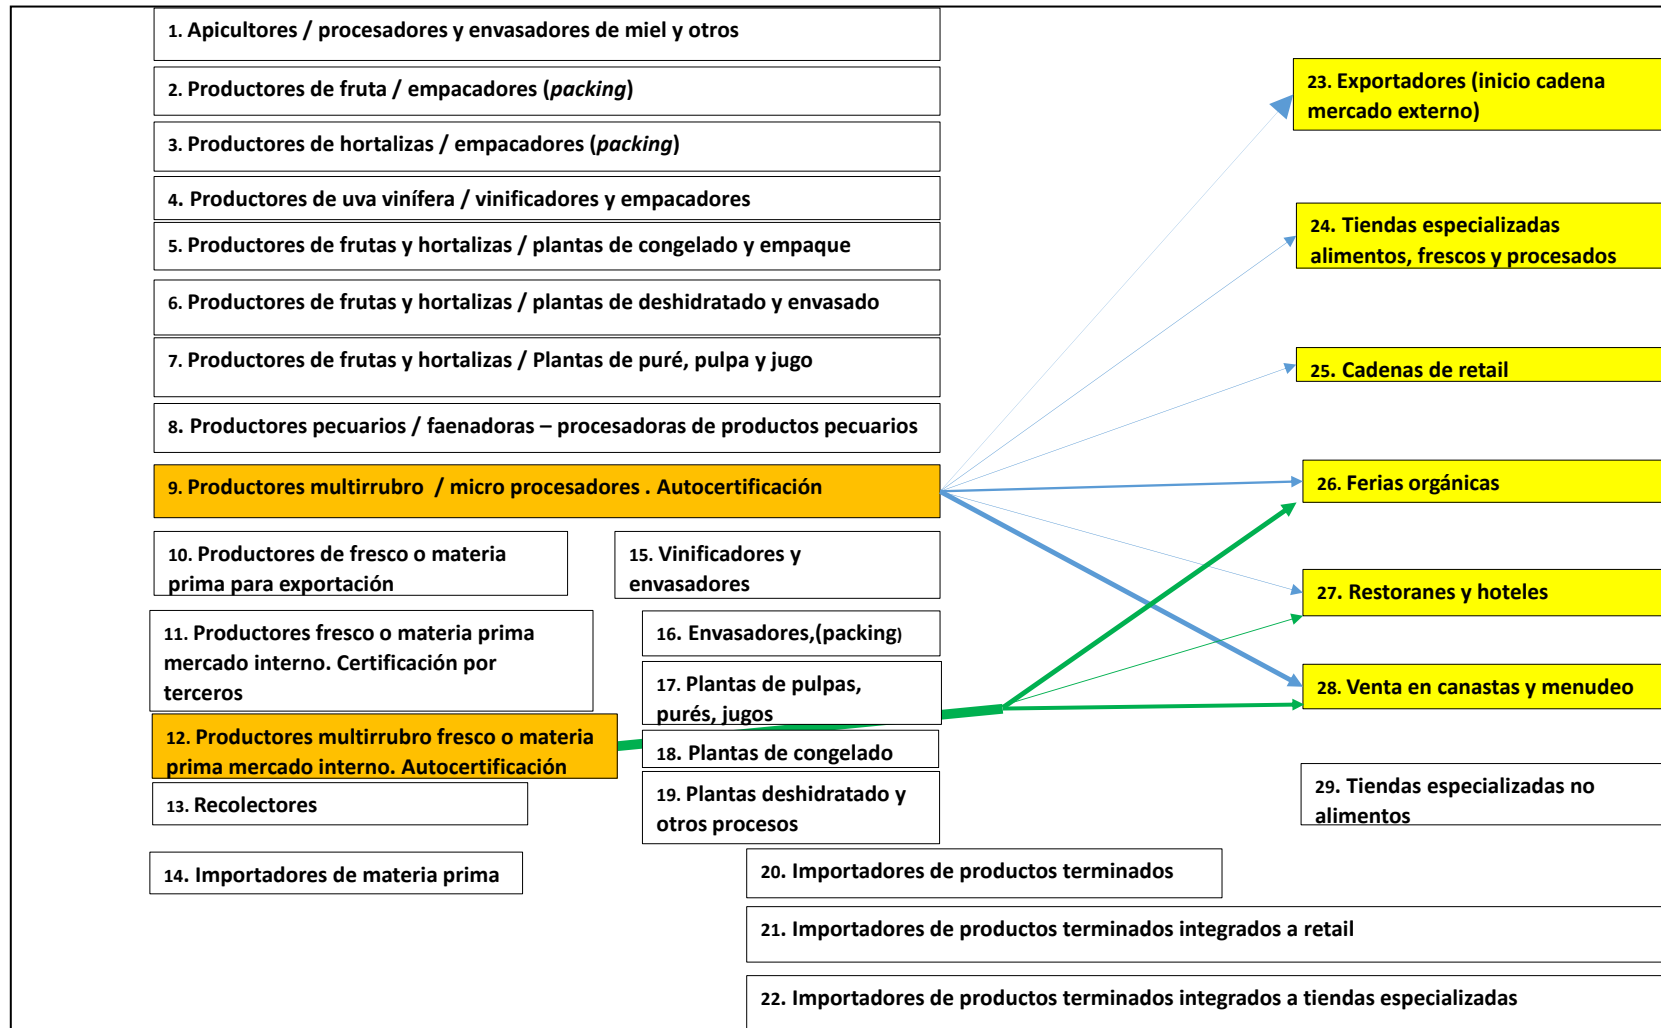 1. Apicultores / procesadores y envasadores de miel y otros
2. Productores de fruta / empacadores (packing)
3. Productores de hortalizas / empacadores (packing)
4. Productores de uva vinífera / vinificadores y empacadores
5. Productores de frutas y hortalizas / plantas de congelado y empaque
6. Productores de frutas y hortalizas / plantas de deshidratado y envasado
7. Productores de frutas y hortalizas / Plantas de puré, pulpa y jugo
8. Productores pecuarios / faenadoras – procesadoras de productos pecuarios
9. Productores multirrubro / micro procesadores . Autocertificación
10. Productores de fresco o materia
prima para exportación
11. Productores fresco o materia prima
mercado interno. Certificación por
terceros
12. Productores multirrubro fresco o materia
prima mercado interno. Autocertificación
13. Recolectores
14. Importadores de materia prima
15. Vinificadores y
envasadores
16. Envasadores,(packing)
17. Plantas de pulpas,
purés, jugos
18. Plantas de congelado
19. Plantas deshidratado y
otros procesos
20. Importadores de productos terminados
21. Importadores de productos terminados integrados a retail
22. Importadores de productos terminados integrados a tiendas especializadas
23. Exportadores (inicio cadena
mercado externo)
24. Tiendas especializadas
alimentos, frescos y procesados
25. Cadenas de retail
26. Ferias orgánicas
27. Restoranes y hoteles
28. Venta en canastas y menudeo
29. Tiendas especializadas no
alimentos